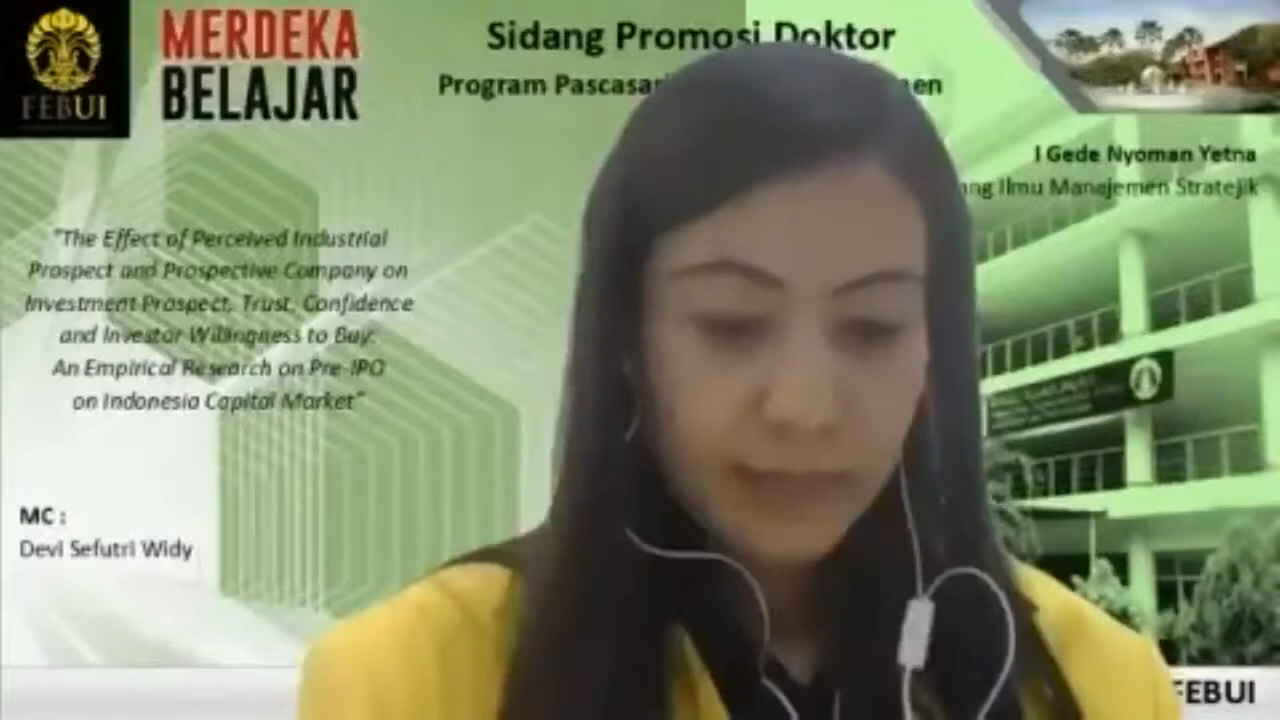 FEBUI
MERDEKA
BELAJAR
Sidang Promosi Doktor
Program
I Gede Nyoman Yetna
Ilmu Manajemen Stratejik
"The Effect of Perceived Industrial
Prospect and Prospective Company on
Investment Prospect, Trust, Confidence
and Investor Willingness to Buy:
An Empirical Research on Pre-IPO
on Indonesia Capital Market"
MC :
Devi Sefutri Widy
FEBUI